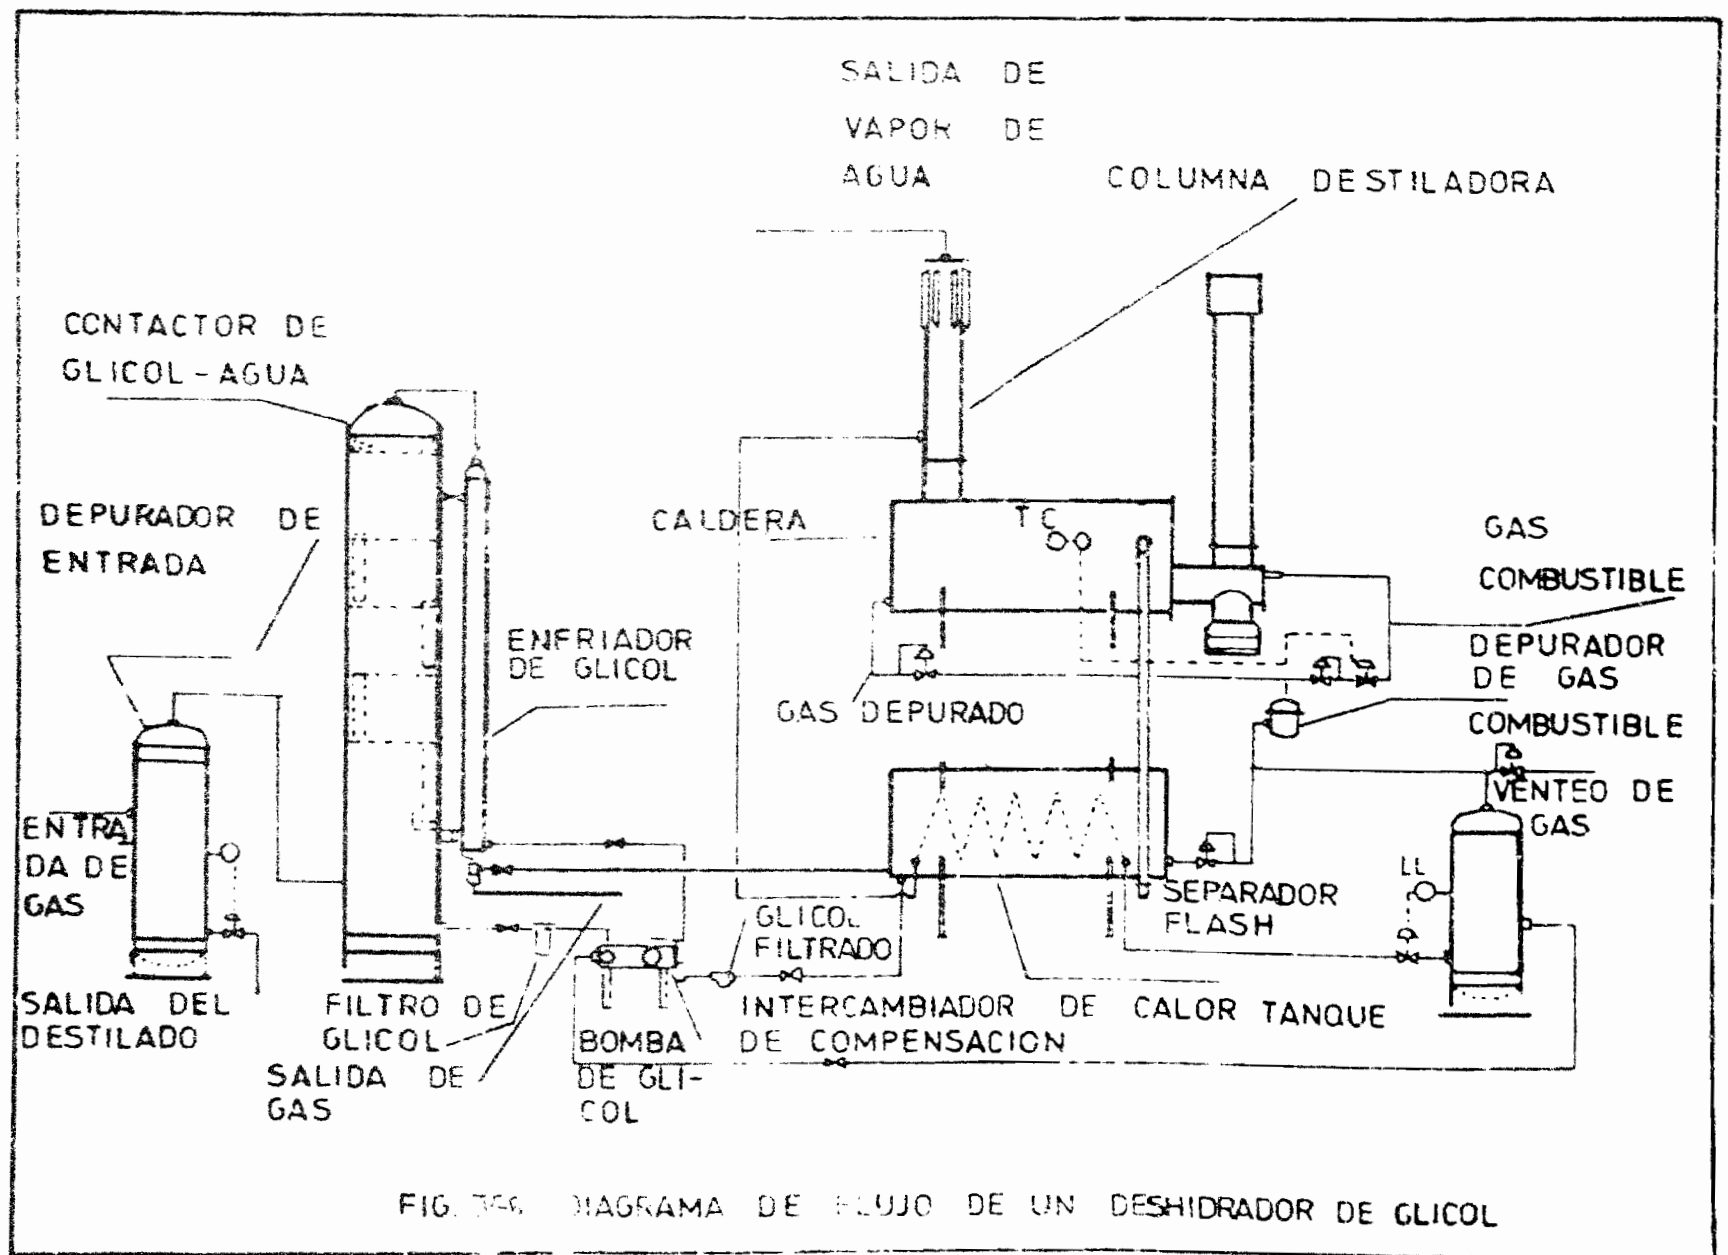 SALIDA DE
VAPOR DE
AGUA
COLUMNA DESTILADORA
CONTACTOR DE
GLICOL-AGUA
DEPURADOR DE
ENTRADA
CALDERA
TC
GAS
COMBUSTIBLE
ENFRIADOR
DE GLICOL
DEPURADOR
DE GAS
COMBUSTIBLE
GAS DEPURADO
VENTEO DE
GAS
ENTRA
DA DE
GAS
LL
SEPARADOR
FLASH
GLICOL
FILTRADO
SALIDA DEL
DESTILADO
FILTRO DE
GLICOL
INTERCAMBIADOR DE CALOR TANQUE
DE COMPENSACION
BOMBA
DE GLI-
COL
SALIDA DE
GAS
FIG. DIAGRAMA DE FLUJO DE UN DESHIDRADOR DE GLICOL